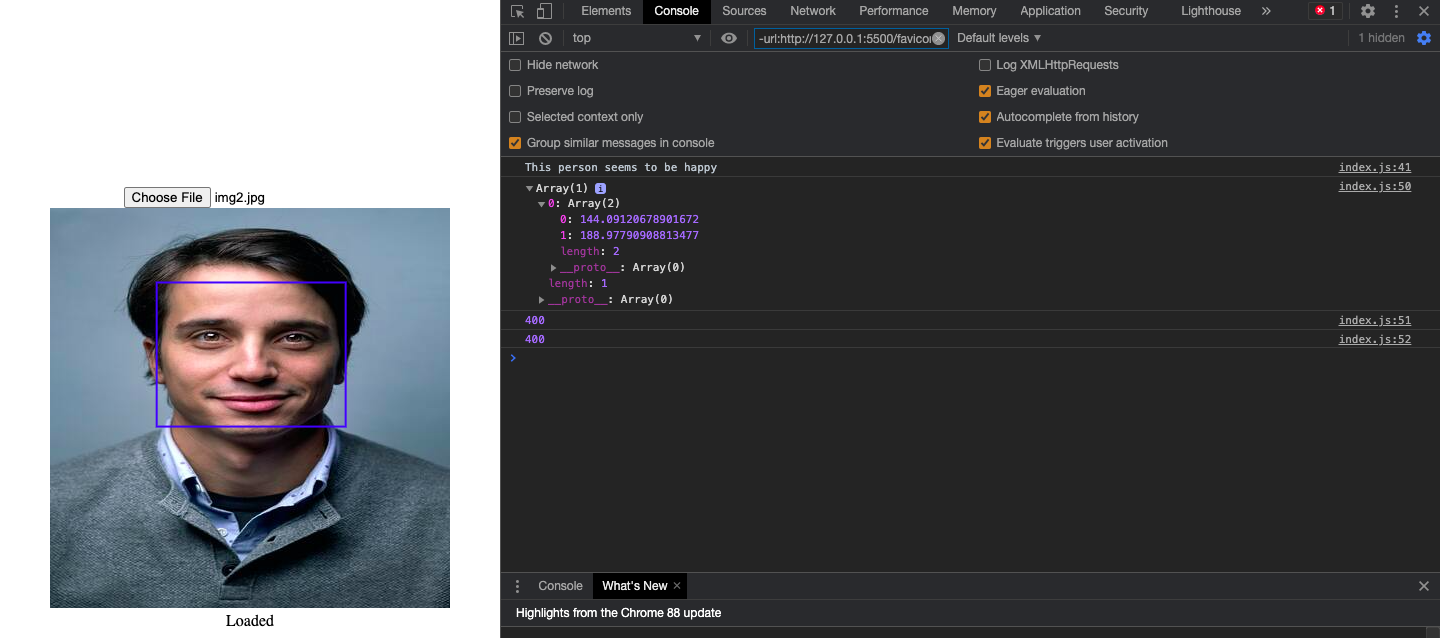 Elements Console Sources Network Performance Memory Application Security Lighthouse » 1
top -url:http://127.0.0.1:5500/favicon Default levels 1 hidden
Hide network Log XMLHttpRequests
Preserve log Eager evaluation
Selected context only Autocomplete from history
Group similar messages in console Evaluate triggers user activation
This person seems to be happy index.js:41
Array(1) i index.js:50
0: Array(2)
0: 144.09120678901672
1: 188.97790908813477
length: 2
__proto__: Array(0)
length: 1
__proto__: Array(0)
400 index.js:51
400 index.js:52
Choose File img2.jpg
Loaded
Console What's New
Highlights from the Chrome 88 update